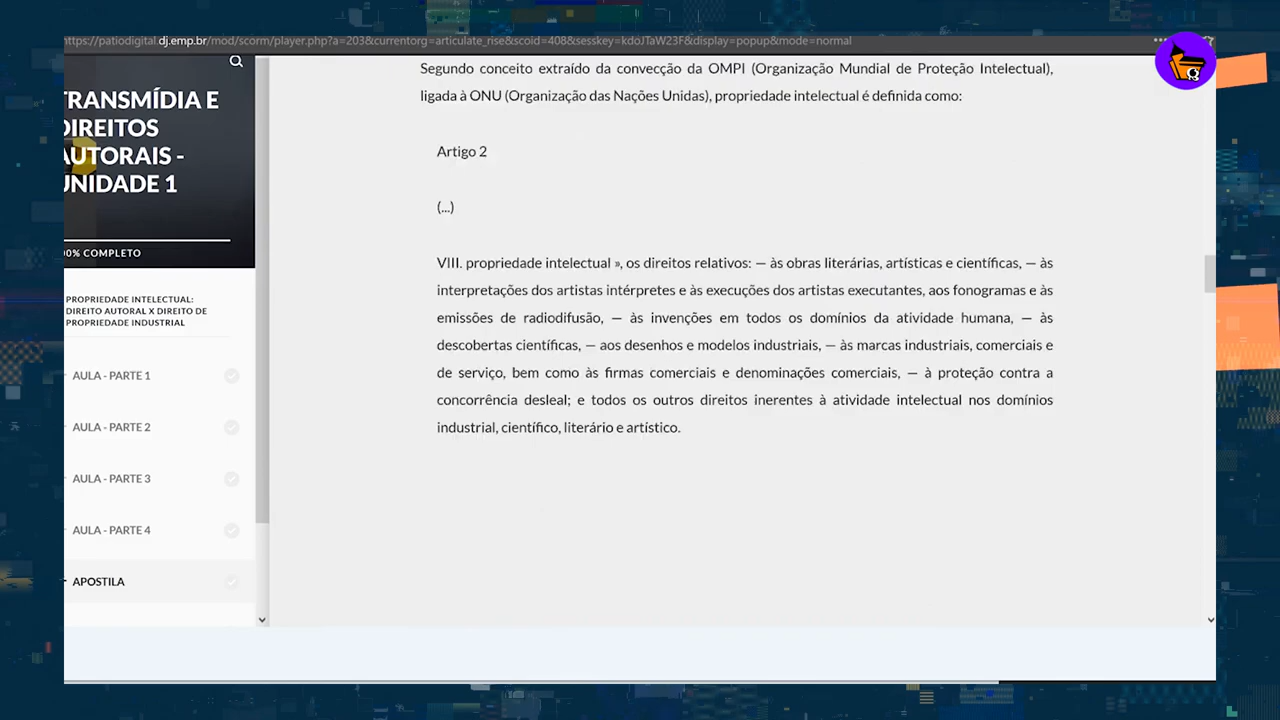 https://patiodigital.dj.emp.br/mod/scorm/player.php?a=203&currentorg=articulate_rise&scoid=408&sesskey=kdoJTaW23F&display=popup&mode=normal
TRANSMÍDIA E
DIREITOS
AUTORAIS -
UNIDADE 1
00% COMPLETO
PROPRIEDADE INTELECTUAL:
DIREITO AUTORAL X DIREITO DE
PROPRIEDADE INDUSTRIAL
AULA - PARTE 1
AULA - PARTE 2
AULA - PARTE 3
AULA - PARTE 4
APOSTILA
Segundo conceito extraído da convecção da OMPI (Organização Mundial de Proteção Intelectual),
ligada à ONU (Organização das Nações Unidas), propriedade intelectual é definida como:
Artigo 2
(...)
VIII. propriedade intelectual », os direitos relativos: — às obras literárias, artísticas e científicas, — às
interpretações dos artistas intérpretes e às execuções dos artistas executantes, aos fonogramas e às
emissões de radiodifusão, — às invenções em todos os domínios da atividade humana, — às
descobertas científicas, — aos desenhos e modelos industriais, — às marcas industriais, comerciais e
de serviço, bem como às firmas comerciais e denominações comerciais, — à proteção contra a
concorrência desleal; e todos os outros direitos inerentes à atividade intelectual nos domínios
industrial, científico, literário e artístico.